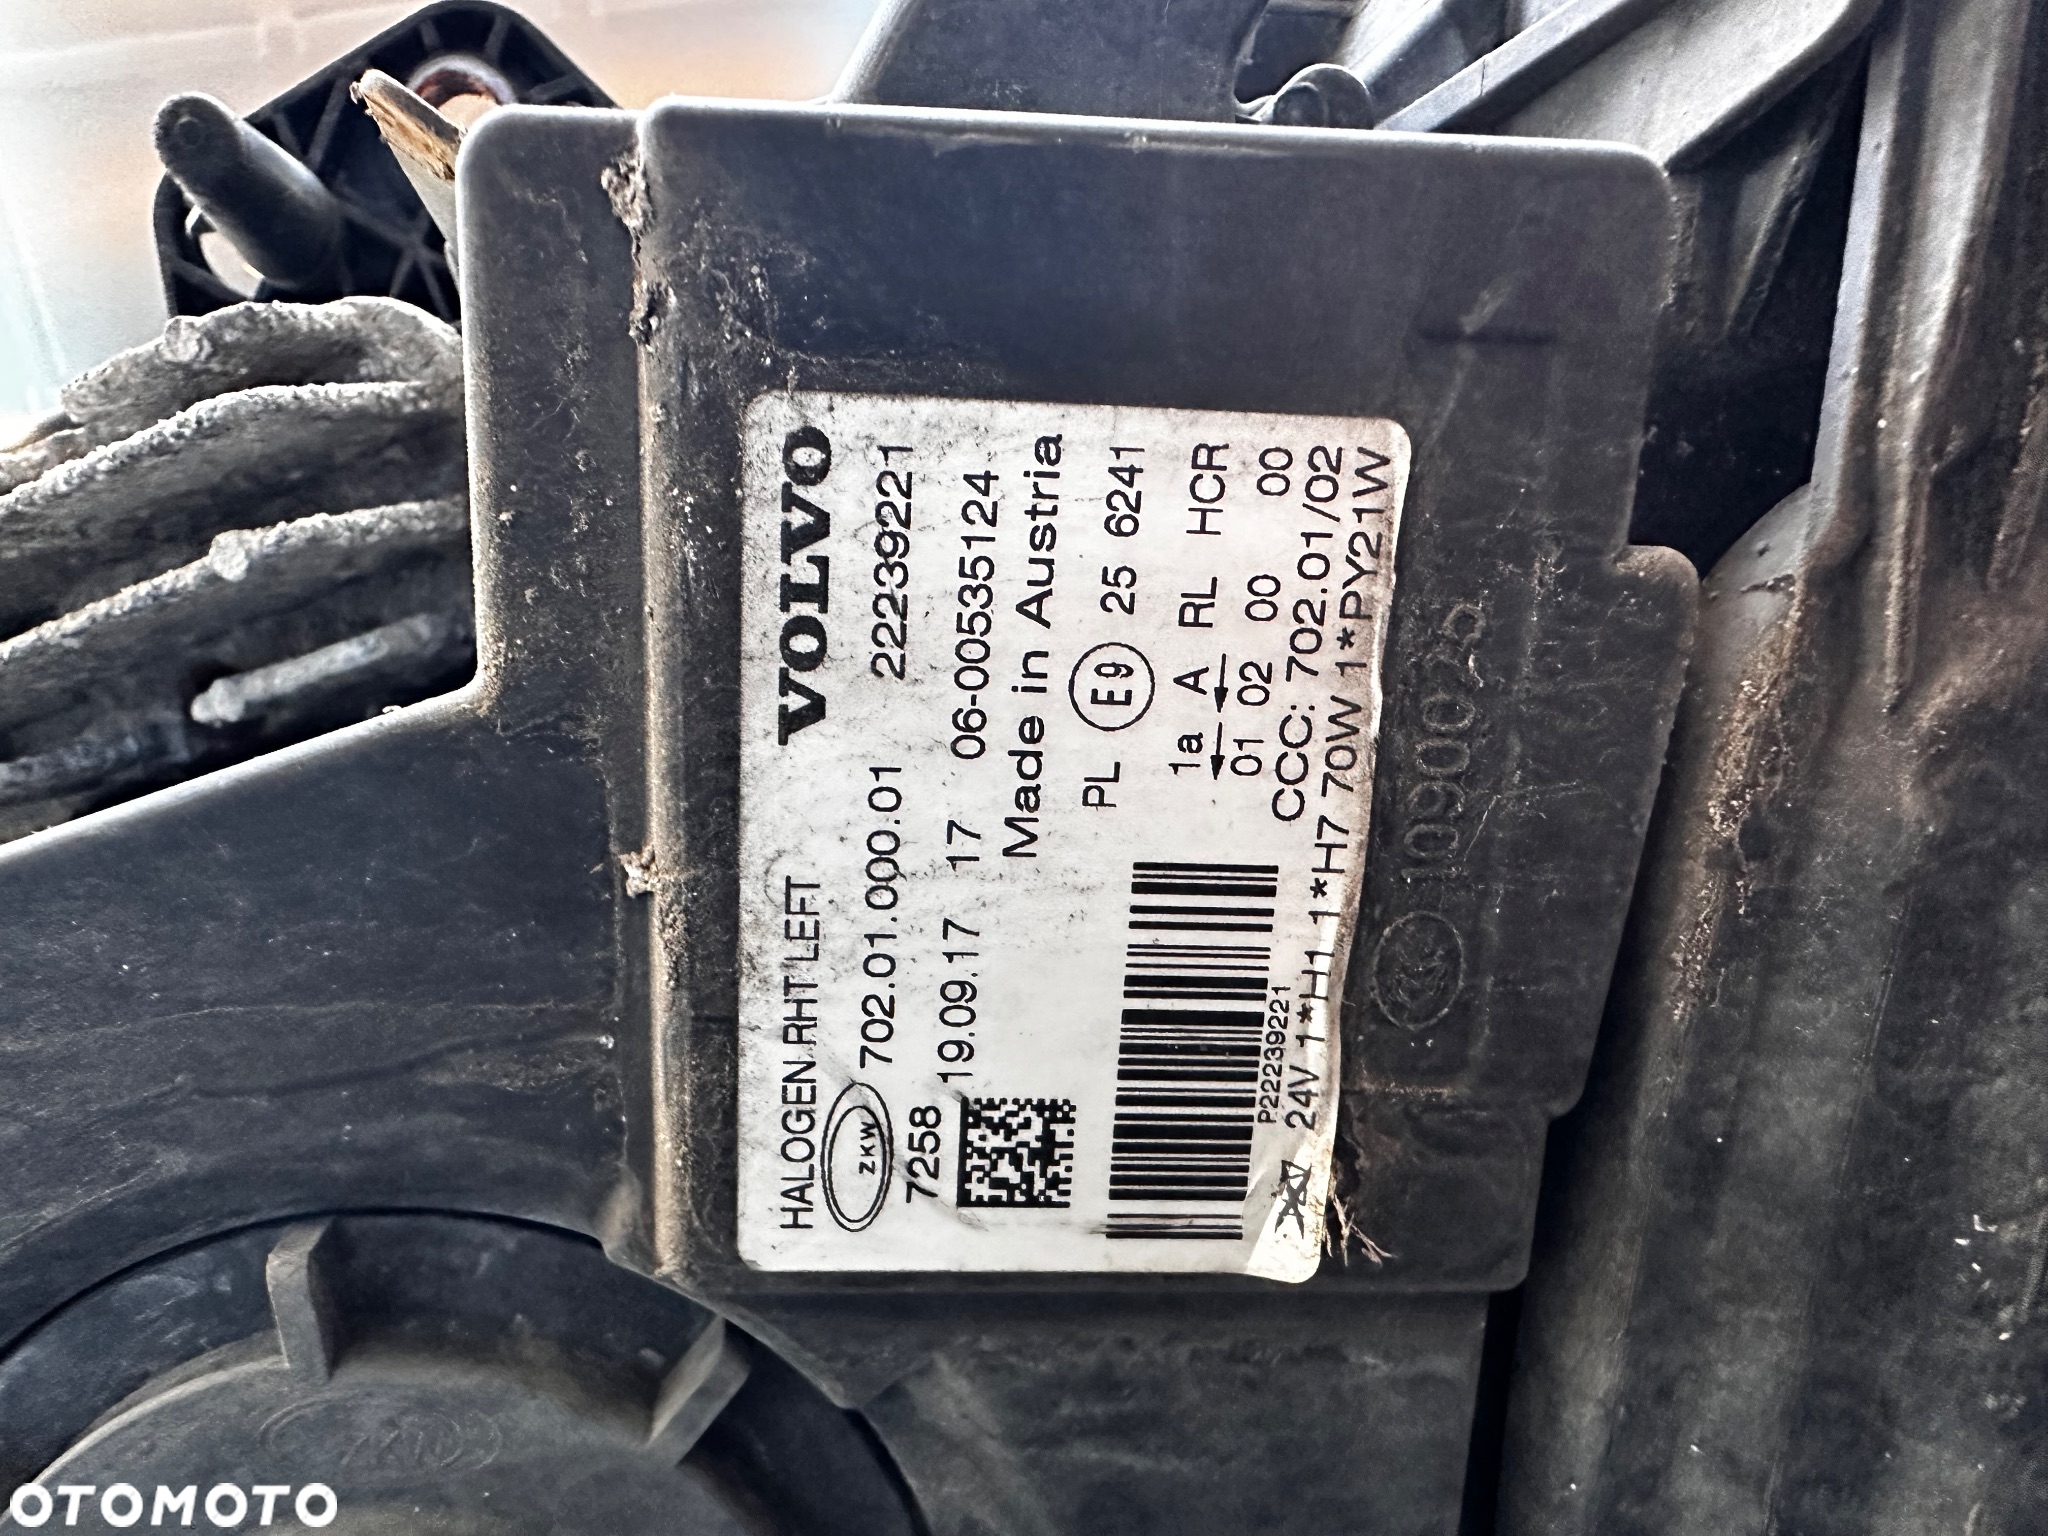 HALOGEN RHT LEFT VOLVO
ZKW 702.01.000.01 22239221
7258 19.09.17 17 06-00535124
Made in Austria
PL E9 25 6241
1a A RL HCR
01 02 00 00
CCC: 702.01/02
P22239221
24V 1*H1 1*H7 70W 1*PY21W
10900
OTOMOTO